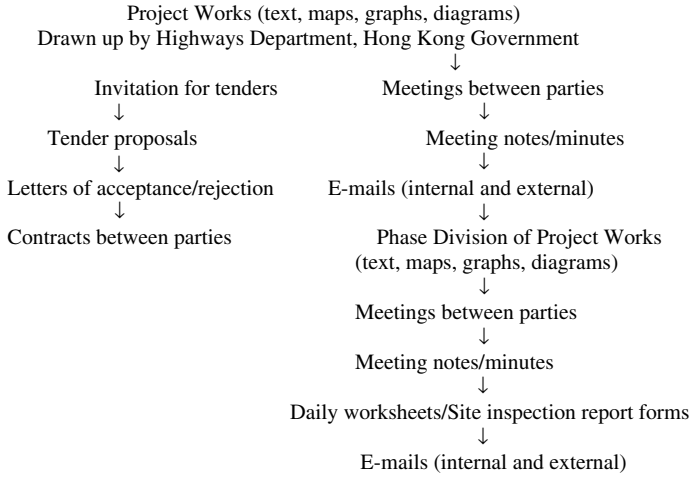 Project Works (text, maps, graphs, diagrams)
Drawn up by Highways Department, Hong Kong Government
↓
Invitation for tenders
↓
Tender proposals
↓
Letters of acceptance/rejection
↓
Contracts between parties
Meetings between parties
↓
Meeting notes/minutes
↓
E-mails (internal and external)
↓
Phase Division of Project Works
(text, maps, graphs, diagrams)
↓
Meetings between parties
↓
Meeting notes/minutes
↓
Daily worksheets/Site inspection report forms
↓
E-mails (internal and external)